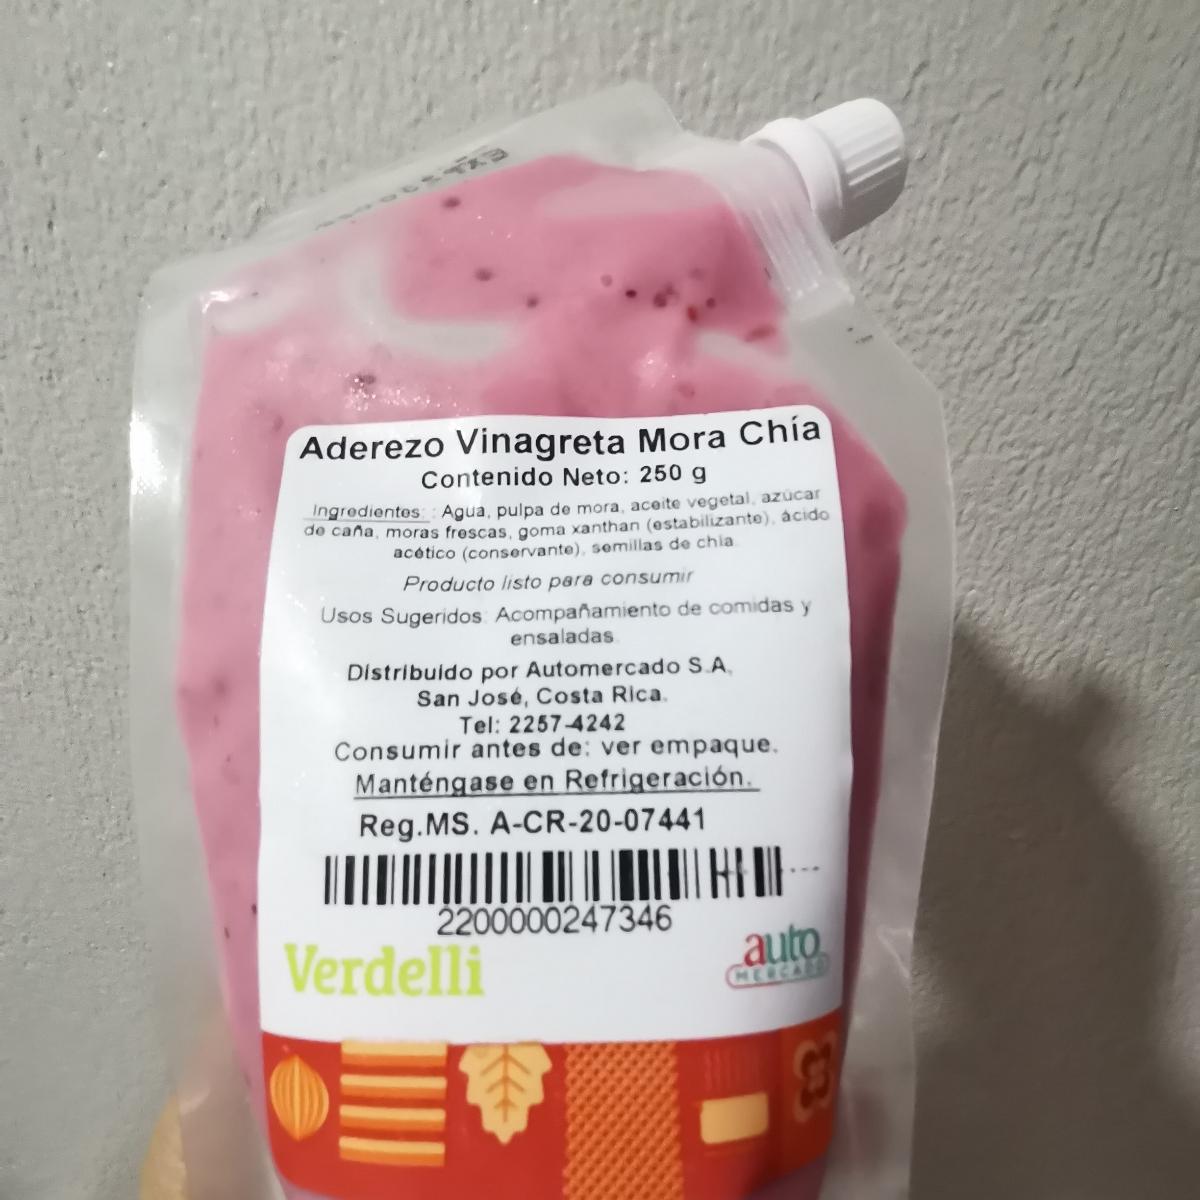 Aderezo Vinagreta Mora Chía
Contenido Neto: 250 g
Ingredientes: : Agua, pulpa de mora, aceite vegetal, azúcar
de caña, moras frescas, goma xanthan (estabilizante), ácido
acético (conservante), semillas de chia.
Producto listo para consumir
Usos Sugeridos: Acompañamiento de comidas y
ensaladas.
Distribuido por Automercado S.A,
San José, Costa Rica.
Tel: 2257-4242
Consumir antes de: ver empaque.
Manténgase en Refrigeración.
Reg.MS. A-CR-20-07441
2200000247346
Verdelli
auto
MERCADO